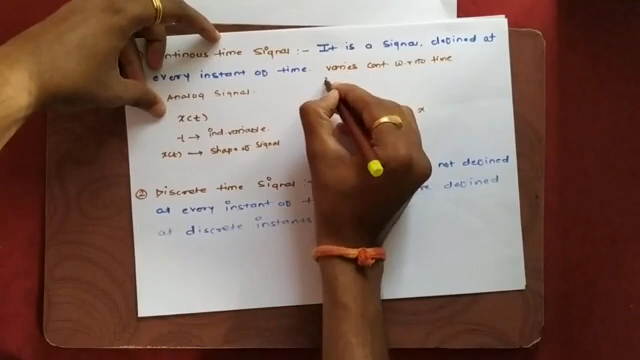 ontinous time Signal :- It is a signal, defined at
every instant of time varies cont w.r.to time.
Analog Signal.
x(t) x
t → ind.variable.
x(t) → shape of signal
② Discrete time Signal :- not defined
at every instant of defined
at discrete instants